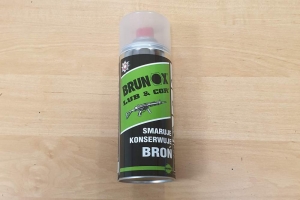 BRUNOX
LUB & COR
SMARUJE
KONSERWUJE
BROŃ